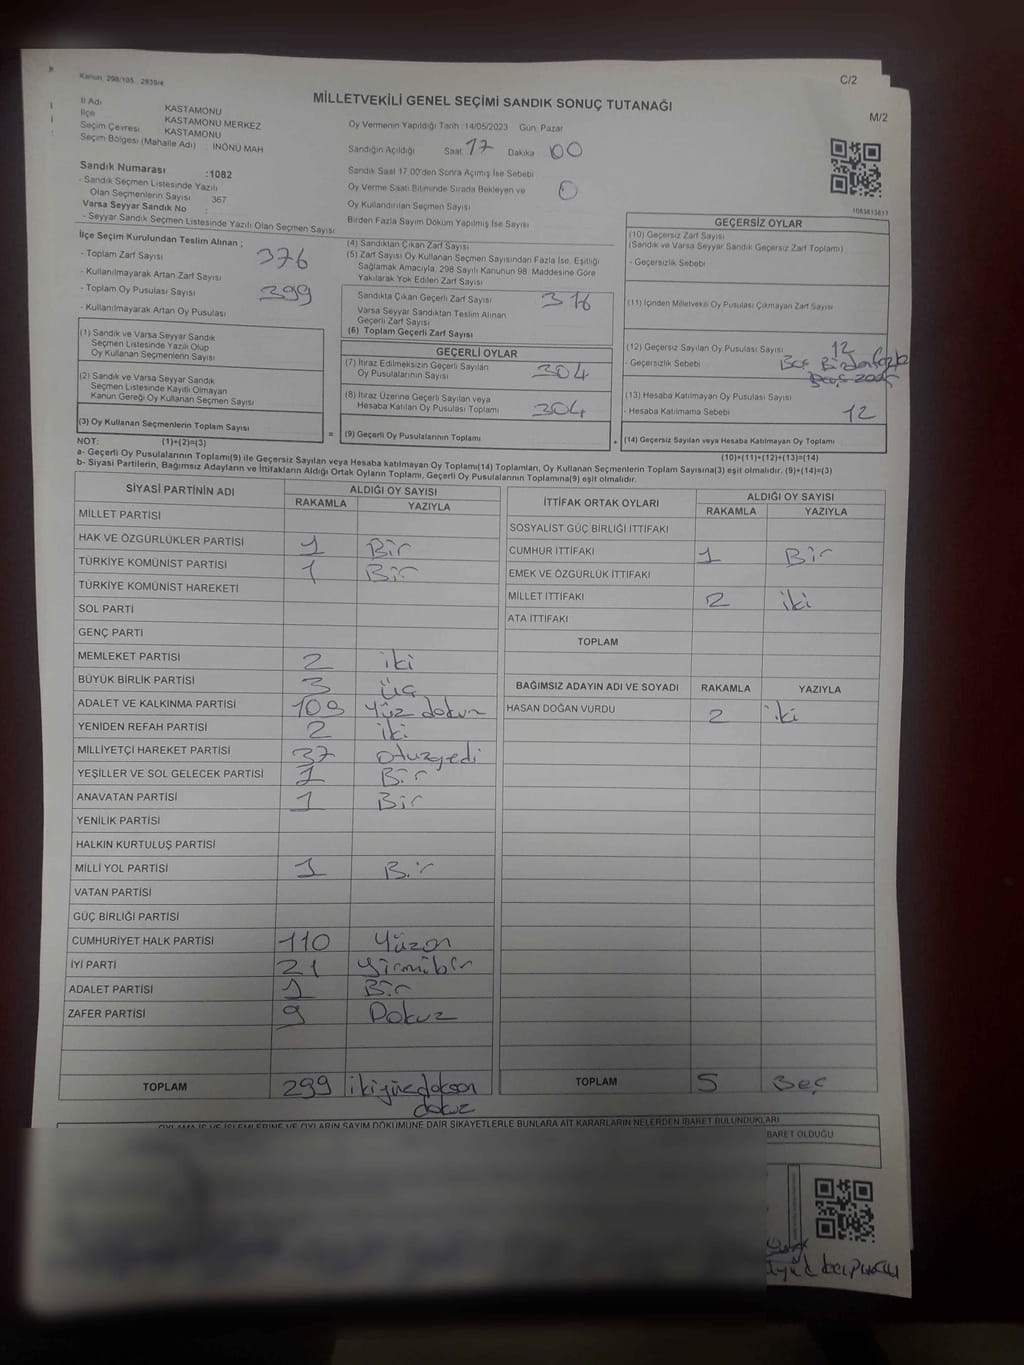 Kanun: 298/105 , 2839/4
C/2
MİLLETVEKİLİ GENEL SEÇİMİ SANDIK SONUÇ TUTANAĞI
M/2
İl Adı KASTAMONU
İlçe KASTAMONU MERKEZ
Seçim Çevresi KASTAMONU
Seçim Bölgesi (Mahalle Adı) İNÖNÜ MAH
Oy Vermenin Yapıldığı Tarih :14/05/2023 Gün: Pazar
Sandığın Açıldığı Saat 17 Dakika 00
Sandık Saat 17.00'den Sonra Açımış İse Sebebi
Oy Verme Saati Bitiminde Sırada Bekleyen ve 0
Oy Kullandırılan Seçmen Sayısı
Birden Fazla Sayım Döküm Yapılmış İse Sayısı
Sandık Numarası :1082
- Sandık Seçmen Listesinde Yazılı
Olan Seçmenlerin Sayısı 367
Varsa Seyyar Sandık No :
- Seyyar Sandık Seçmen Listesinde Yazılı Olan Seçmen Sayısı
İlçe Seçim Kurulundan Teslim Alınan ;
- Toplam Zarf Sayısı 376
- Kullanılmayarak Artan Zarf Sayısı
- Toplam Oy Pusulası Sayısı 399
- Kullanılmayarak Artan Oy Pusulası
(1) Sandık ve Varsa Seyyar Sandık
Seçmen Listesinde Yazılı Olup
Oy Kullanan Seçmenlerin Sayısı
(2) Sandık ve Varsa Seyyar Sandık
Seçmen Listesinde Kayıtlı Olmayan
Kanun Gereği Oy Kullanan Seçmen Sayısı
(3) Oy Kullanan Seçmenlerin Toplam Sayısı
(4) Sandıktan Çıkan Zarf Sayısı
(5) Zarf Sayısı Oy Kullanan Seçmen Sayısından Fazla İse, Eşitliği
Sağlamak Amacıyla, 298 Sayılı Kanunun 98. Maddesine Göre
Yakılarak Yok Edilen Zarf Sayısı
Sandıkta Çıkan Geçerli Zarf Sayısı 316
Varsa Seyyar Sandıktan Teslim Alınan
Geçerli Zarf Sayısı
(6) Toplam Geçerli Zarf Sayısı
GEÇERLİ OYLAR
(7) İtiraz Edilmeksizin Geçerli Sayılan
Oy Pusulalarının Sayısı 304
(8) İtiraz Üzerine Geçerli Sayılan veya
Hesaba Katılan Oy Pusulası Toplamı 304
= (9) Geçerli Oy Pusulalarının Toplamı
1083813817
GEÇERSİZ OYLAR
(10) Geçersiz Zarf Sayısı
(Sandık ve Varsa Seyyar Sandık Geçersiz Zarf Toplamı)
- Geçersizlik Sebebi
(11) İçinden Milletvekili Oy Pusulası Çıkmayan Zarf Sayısı
(12) Geçersiz Sayılan Oy Pusulası Sayısı 12
- Geçersizlik Sebebi
(13) Hesaba Katılmayan Oy Pusulası Sayısı
- Hesaba Katılmama Sebebi 12
+ (14) Geçersiz Sayılan veya Hesaba Katılmayan Oy Toplamı
NOT: (1)+(2)=(3)
(10)+(11)+(12)+(13)=(14)
a- Geçerli Oy Pusulalarının Toplamı(9) ile Geçersiz Sayılan veya Hesaba katılmayan Oy Toplamı(14) Toplamları, Oy Kullanan Seçmenlerin Toplam Sayısına(3) eşit olmalıdır. (9)+(14)=(3)
b- Siyasi Partilerin, Bağımsız Adayların ve İttifakların Aldığı Ortak Oyların Toplamı, Geçerli Oy Pusulalarının Toplamına(9) eşit olmalıdır.
SİYASİ PARTİNİN ADI ALDIĞI OY SAYISI
RAKAMLA YAZIYLA
MİLLET PARTİSİ
HAK VE ÖZGÜRLÜKLER PARTİSİ 1 Bir
TÜRKİYE KOMÜNİST PARTİSİ 1 Bir
TÜRKİYE KOMÜNİST HAREKETİ
SOL PARTİ
GENÇ PARTİ
MEMLEKET PARTİSİ 2 iki
BÜYÜK BİRLİK PARTİSİ 3 üç
ADALET VE KALKINMA PARTİSİ 109 Yüz dokuz
YENİDEN REFAH PARTİSİ 2 iki
MİLLİYETÇİ HAREKET PARTİSİ 37 otuzyedi
YEŞİLLER VE SOL GELECEK PARTİSİ 1 Bir
ANAVATAN PARTİSİ 1 Bir
YENİLİK PARTİSİ
HALKIN KURTULUŞ PARTİSİ
MİLLİ YOL PARTİSİ 1 Bir
VATAN PARTİSİ
GÜÇ BİRLİĞİ PARTİSİ
CUMHURİYET HALK PARTİSİ 110 Yüzon
İYİ PARTİ 21 Yirmibir
ADALET PARTİSİ 1 Bir
ZAFER PARTİSİ 9 Dokuz
TOPLAM 299 ikiyüzdoksan
dokuz
İTTİFAK ORTAK OYLARI ALDIĞI OY SAYISI
RAKAMLA YAZIYLA
SOSYALİST GÜÇ BİRLİĞİ İTTİFAKI
CUMHUR İTTİFAKI 1 Bir
EMEK VE ÖZGÜRLÜK İTTİFAKI
MİLLET İTTİFAKI 2 iki
ATA İTTİFAKI
TOPLAM
BAĞIMSIZ ADAYIN ADI VE SOYADI RAKAMLA YAZIYLA
HASAN DOĞAN VURDU 2 iki
TOPLAM 5 Beş
OYLAMA İŞ VE İŞLEMLERİNE VE OYLARIN SAYIM DÖKÜMÜNE DAİR ŞİKAYETLERLE BUNLARA AİT KARARLARIN NELERDEN İBARET BULUNDUKLARI
BARET OLDUĞU